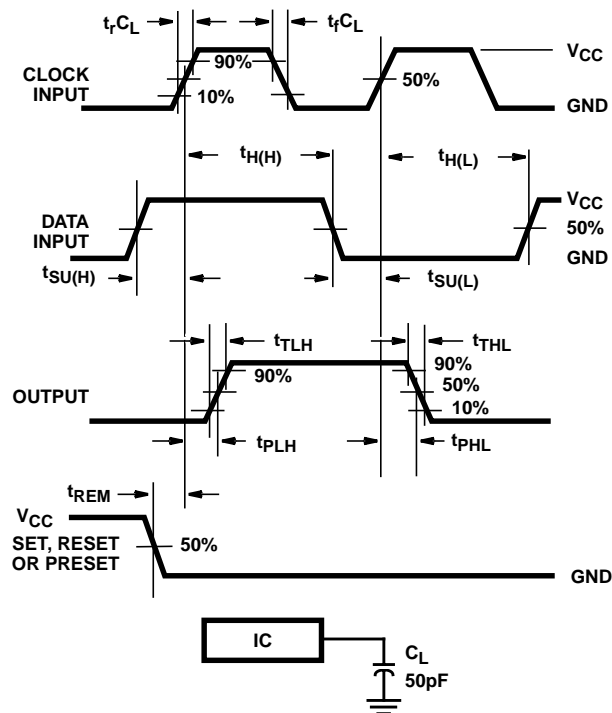 trCL tfCL
CLOCK INPUT
90%
10%
50%
VCC
GND
tH(H) tH(L)
DATA INPUT
VCC
50%
GND
tSU(H) tSU(L)
tTLH tTHL
OUTPUT
90%
90%
50%
10%
tPLH tPHL
tREM
VCC
SET, RESET
OR PRESET
50%
GND
IC
CL
50pF